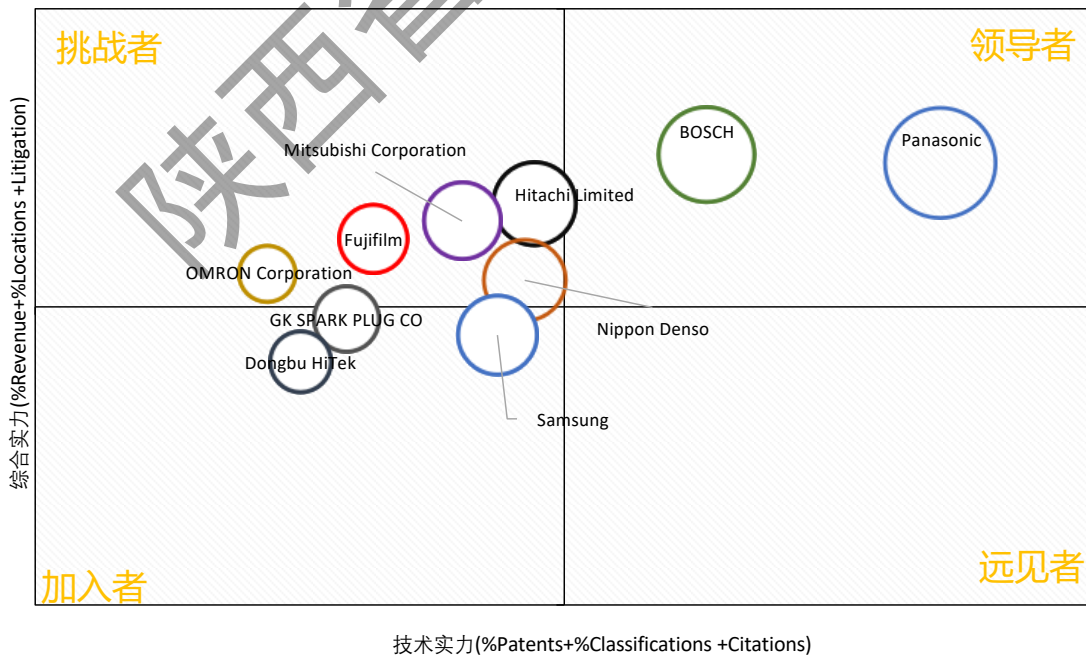 挑战者
领导者
陕西省
BOSCH
Panasonic
Mitsubishi Corporation
Hitachi Limited
Fujifilm
OMRON Corporation
GK SPARK PLUG CO
Nippon Denso
Dongbu HiTek
Samsung
加入者
远见者
综合实力(%Revenue+%Locations +Litigation)
技术实力(%Patents+%Classifications +Citations)